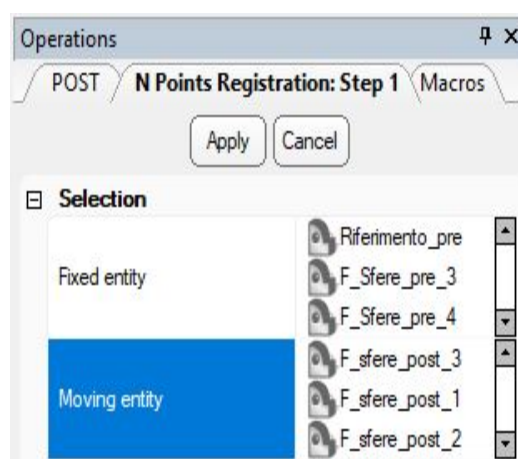 Operations
POST N Points Registration: Step 1 Macros
Apply Cancel
Selection
Fixed entity
Riferimento_pre
F_Sfere_pre_3
F_Sfere_pre_4
Moving entity
F_sfere_post_3
F_sfere_post_1
F_sfere_post_2